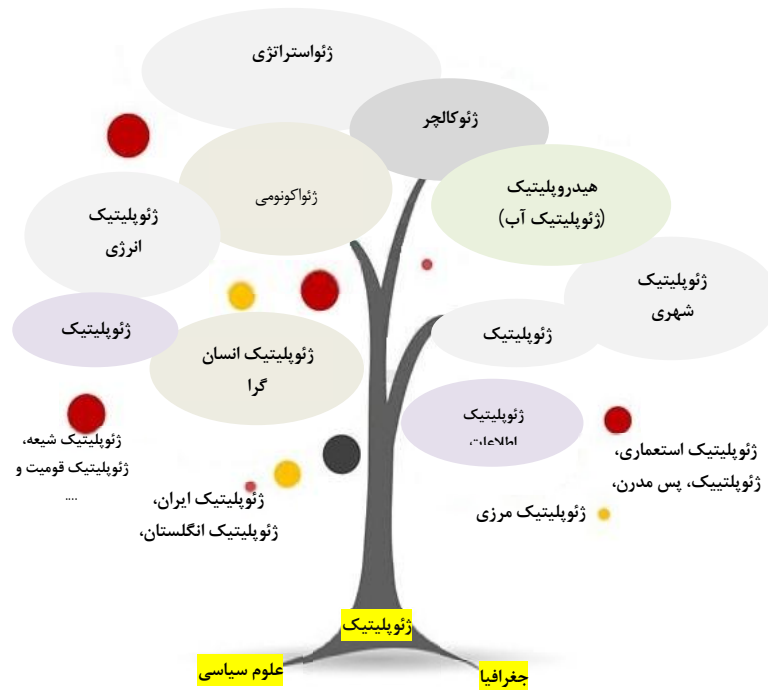 ژئواستراتژی
ژئوکالچر
ژئواکونومی
هیدروپلیتیک
(ژئوپلیتیک آب)
ژئوپلیتیک
انرژی
ژئوپلیتیک
شهری
ژئوپلیتیک
ژئوپلیتیک
ژئوپلیتیک انسان
گرا
ژئوپلیتیک
اطلاعات
ژئوپلیتیک شیعه،
ژئوپلیتیک قومیت و
....
ژئوپلیتیک استعماری،
ژئوپلتییک، پس مدرن،
ژئوپلیتیک ایران،
ژئوپلیتیک انگلستان،
ژئوپلیتیک مرزی
ژئوپلیتیک
علوم سیاسی
جغرافیا